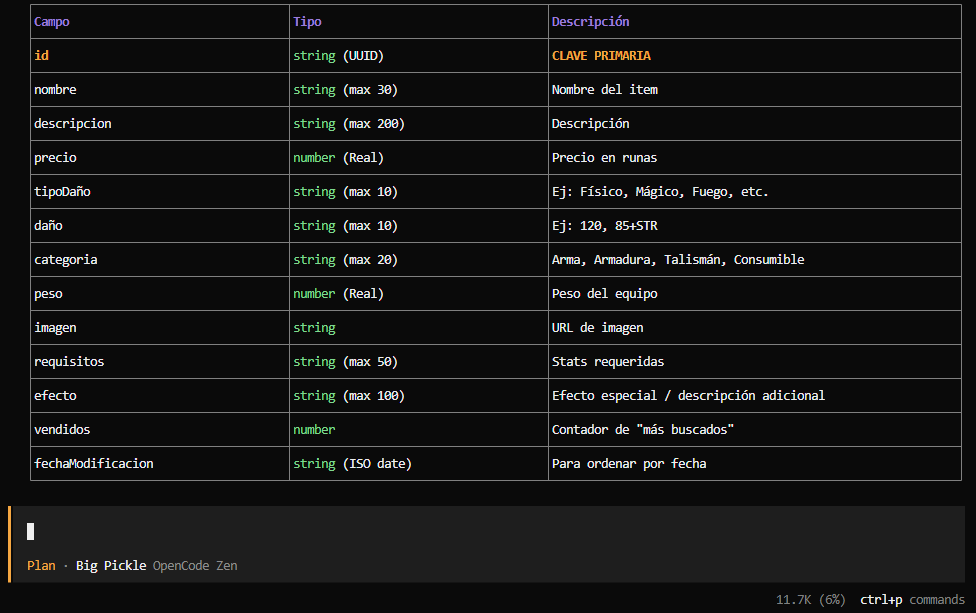 Campo Tipo Descripción
id string (UUID) CLAVE PRIMARIA
nombre string (max 30) Nombre del item
descripcion string (max 200) Descripción
precio number (Real) Precio en runas
tipoDaño string (max 10) Ej: Físico, Mágico, Fuego, etc.
daño string (max 10) Ej: 120, 85+STR
categoria string (max 20) Arma, Armadura, Talismán, Consumible
peso number (Real) Peso del equipo
imagen string URL de imagen
requisitos string (max 50) Stats requeridas
efecto string (max 100) Efecto especial / descripción adicional
vendidos number Contador de "más buscados"
fechaModificacion string (ISO date) Para ordenar por fecha
Plan · Big Pickle OpenCode Zen
11.7K (6%) ctrl+p commands